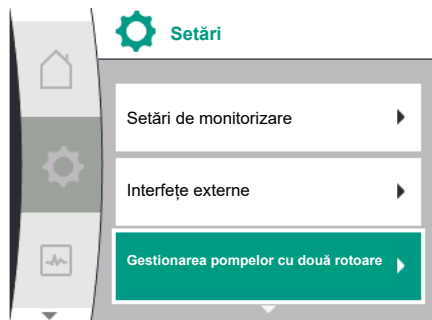 Setări
Setări de monitorizare
Interfețe externe
Gestionarea pompelor cu două rotoare